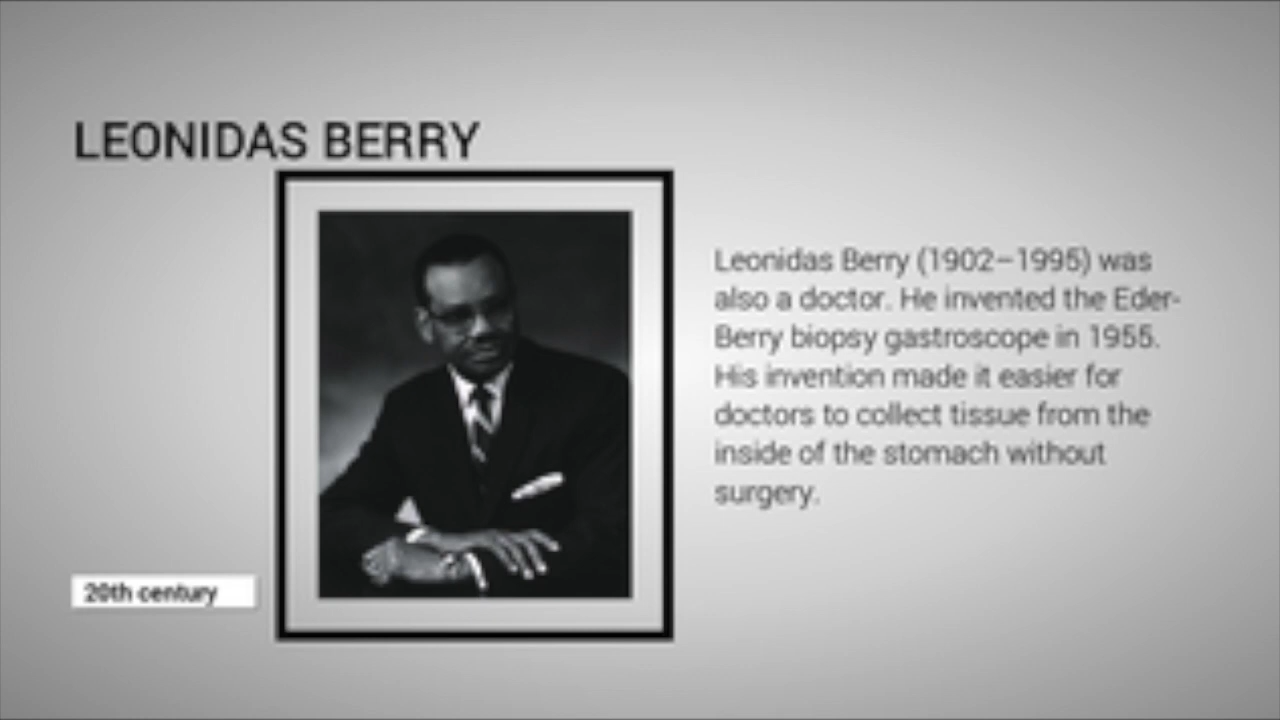 LEONIDAS BERRY
Leonidas Berry (1902–1995) was
also a doctor. He invented the Eder-
Berry biopsy gastroscope in 1955.
His invention made it easier for
doctors to collect tissue from the
inside of the stomach without
surgery.
20th century